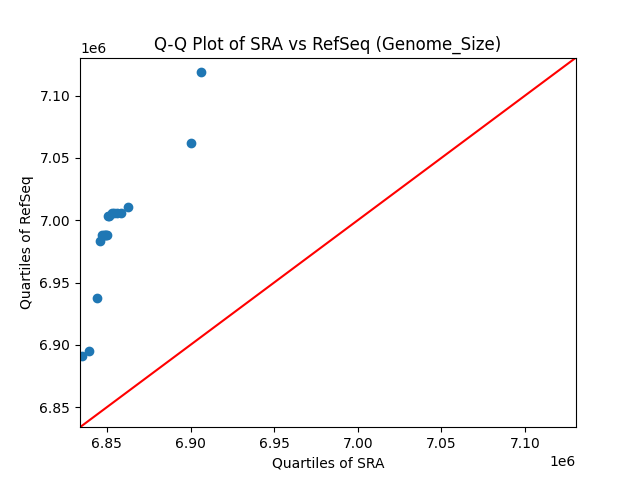 Q-Q Plot of SRA vs RefSeq (Genome_Size)
1e6
7.10
7.05
7.00
6.95
6.90
6.85
Quartiles of RefSeq
6.85 6.90 6.95 7.00 7.05 7.10
Quartiles of SRA
1e6